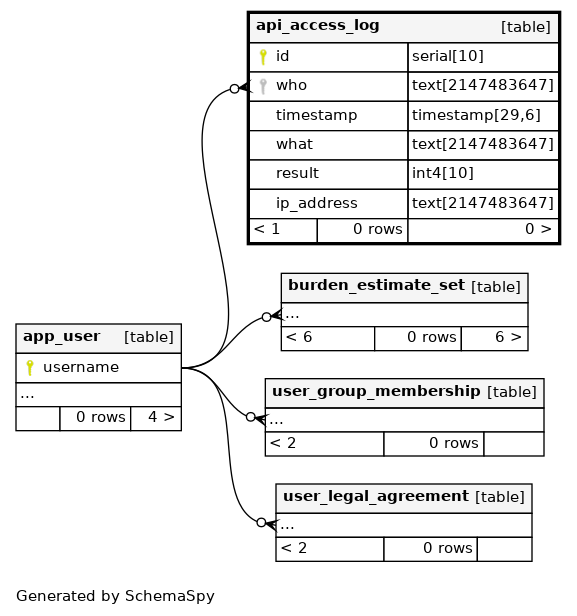 api_access_log [table]
id serial[10]
who text[2147483647]
timestamp timestamp[29,6]
what text[2147483647]
result int4[10]
ip_address text[2147483647]
< 1 0 rows 0 >
burden_estimate_set [table]
...
< 6 0 rows 6 >
app_user [table]
username
...
0 rows 4 >
user_group_membership [table]
...
< 2 0 rows
user_legal_agreement [table]
...
< 2 0 rows
Generated by SchemaSpy